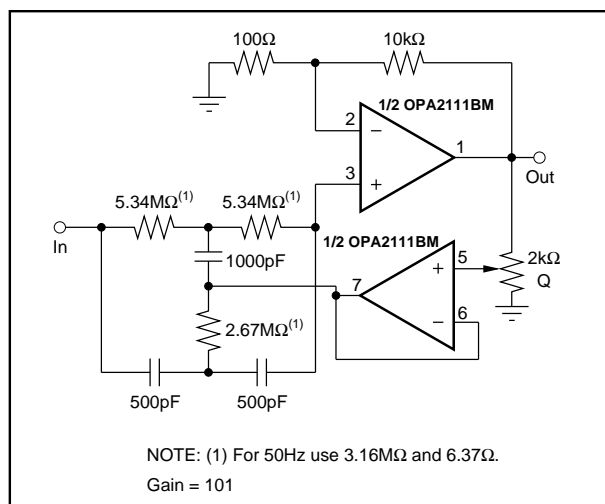 100Ω
10kΩ
1/2 OPA2111BM
2
−
1
3
+
Out
5.34MΩ(1)
5.34MΩ(1)
In
1/2 OPA2111BM
1000pF
5
+
2kΩ
7
Q
6
−
2.67MΩ(1)
500pF
500pF
NOTE: (1) For 50Hz use 3.16MΩ and 6.37Ω.
Gain = 101